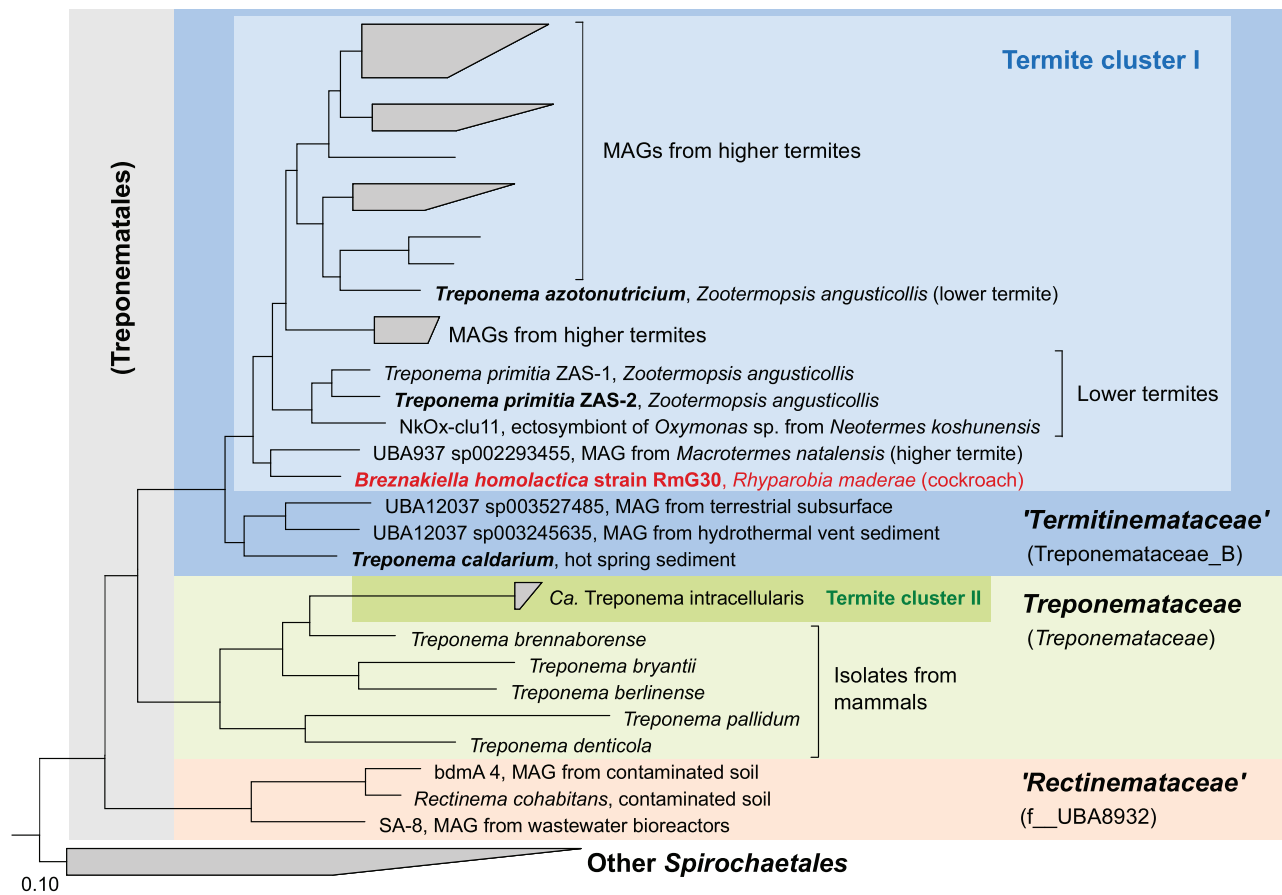 Termite cluster I
(Treponematales)
MAGs from higher termites
Treponema azotonutricium, Zootermopsis angusticollis (lower termite)
MAGs from higher termites
Treponema primitia ZAS-1, Zootermopsis angusticollis
Treponema primitia ZAS-2, Zootermopsis angusticollis
Lower termites
NkOx-clu11, ectosymbiont of Oxymonas sp. from Neotermes koshunensis
UBA937 sp002293455, MAG from Macrotermes natalensis (higher termite)
Breznakiella homolactica strain RmG30, Rhyparobia maderae (cockroach)
UBA12037 sp003527485, MAG from terrestrial subsurface
UBA12037 sp003245635, MAG from hydrothermal vent sediment
Treponema caldarium, hot spring sediment
'Termitinemataceae'
(Treponemataceae_B)
Ca. Treponema intracellularis
Termite cluster II
Treponemataceae
(Treponemataceae)
Treponema brennaborense
Treponema bryantii
Treponema berlinense
Treponema pallidum
Treponema denticola
Isolates from
mammals
bdmA 4, MAG from contaminated soil
Rectinema cohabitans, contaminated soil
SA-8, MAG from wastewater bioreactors
'Rectinemataceae'
(f__UBA8932)
Other Spirochaetales
0.10